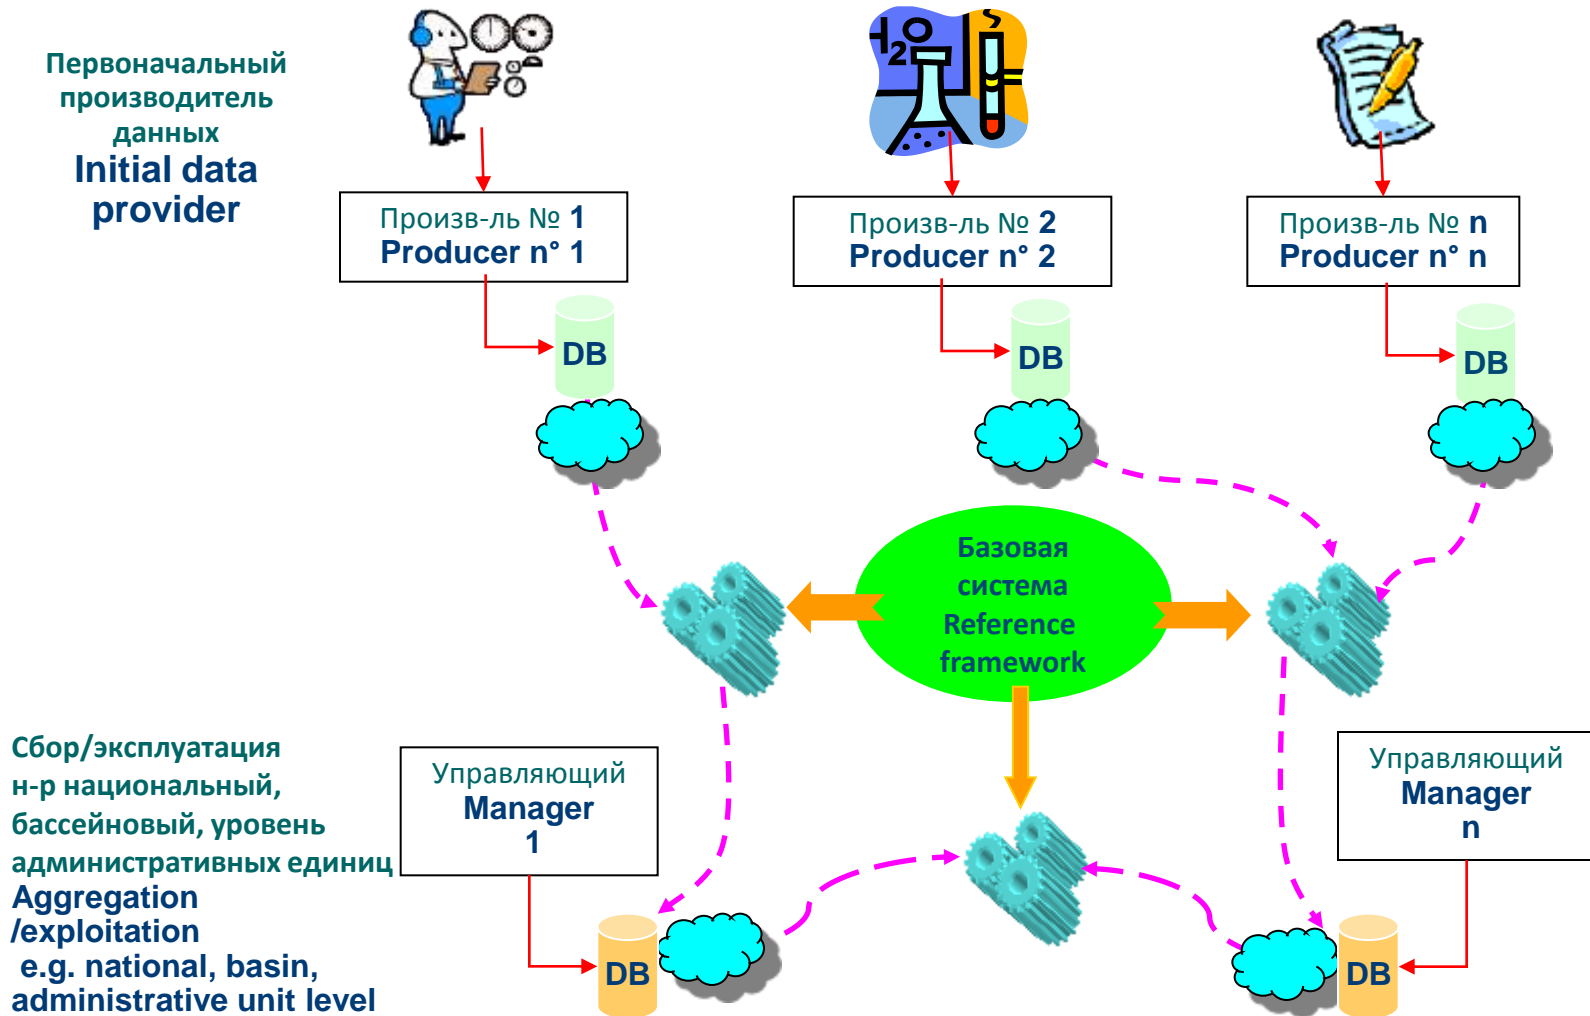 Первоначальный
производитель
данных
Initial data
provider
H2O
Произв-ль № 1
Producer n° 1
Произв-ль № 2
Producer n° 2
Произв-ль № n
Producer n° n
DB
DB
DB
Базовая
система
Reference
framework
Сбор/эксплуатация
н-р национальный,
бассейновый, уровень
административных единиц
Aggregation
/exploitation
e.g. national, basin,
administrative unit level
Управляющий
Manager
1
Управляющий
Manager
n
DB
DB